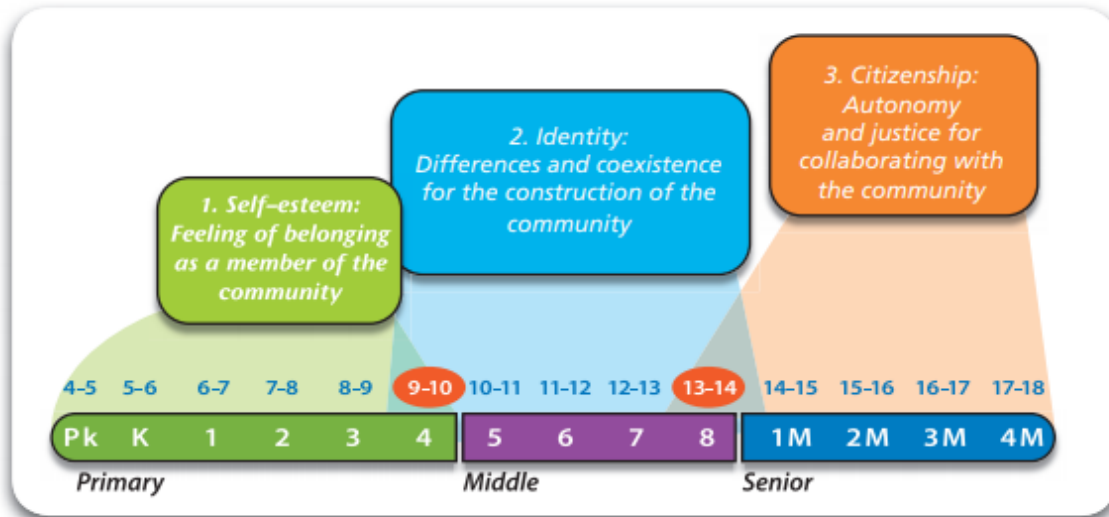 3. Citizenship:
Autonomy
and justice for
collaborating with
the community
2. Identity:
Differences and coexistence
for the construction of the
community
1. Self–esteem:
Feeling of belonging
as a member of the
community
4–5 5–6 6–7 7–8 8–9 9–10 10–11 11–12 12–13 13–14 14–15 15–16 16–17 17–18
Pk K 1 2 3 4 5 6 7 8 1M 2M 3M 4M
Primary Middle Senior